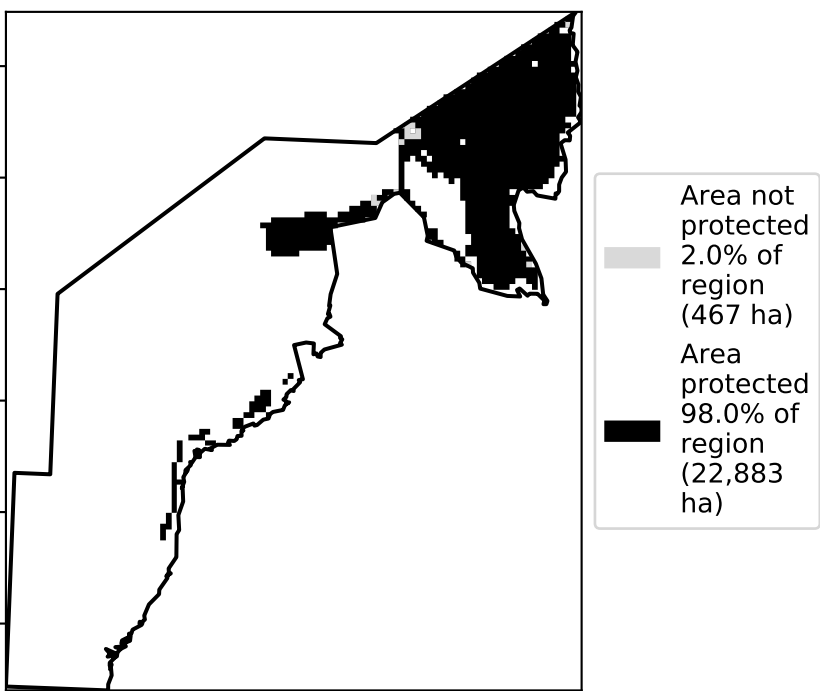 Area not
protected
2.0% of
region
(467 ha)
Area
protected
98.0% of
region
(22,883
ha)